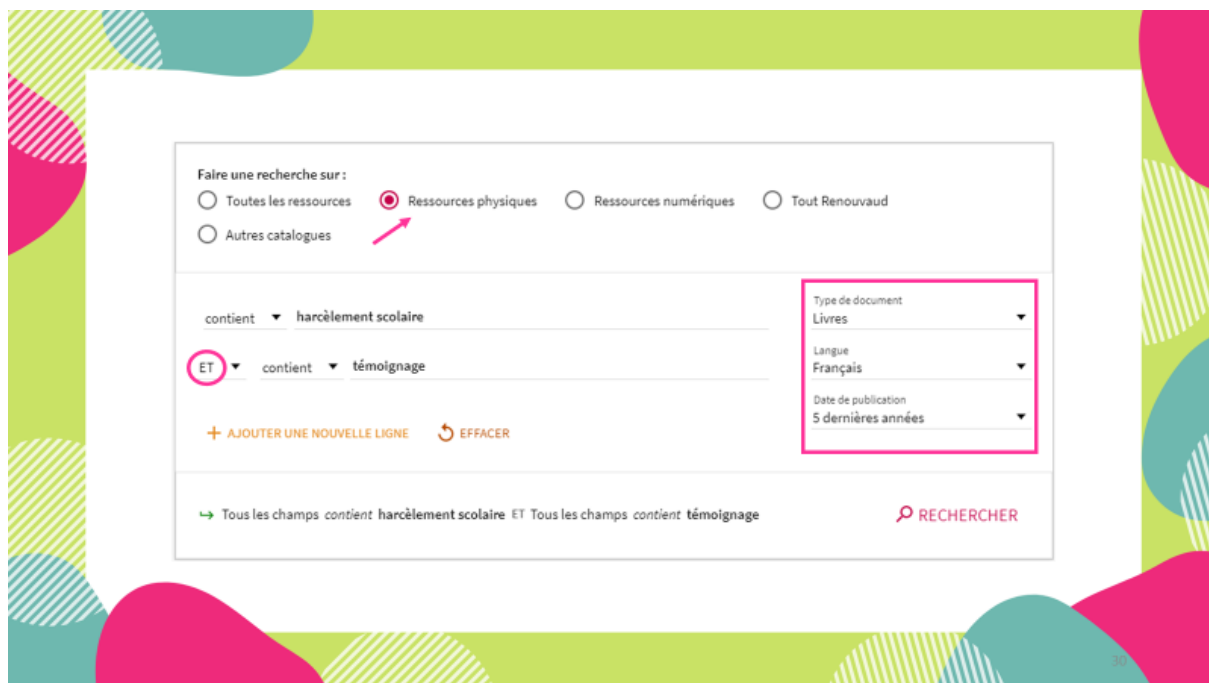 Faire une recherche sur :
Toutes les ressources Ressources physiques Ressources numériques Tout Renouvaud
Autres catalogues
contient harcèlement scolaire
ET contient témoignage
Type de document
Livres
Langue
Français
Date de publication
5 dernières années
+ AJOUTER UNE NOUVELLE LIGNE EFFACER
Tous les champs contient harcèlement scolaire ET Tous les champs contient témoignage
RECHERCHER
30